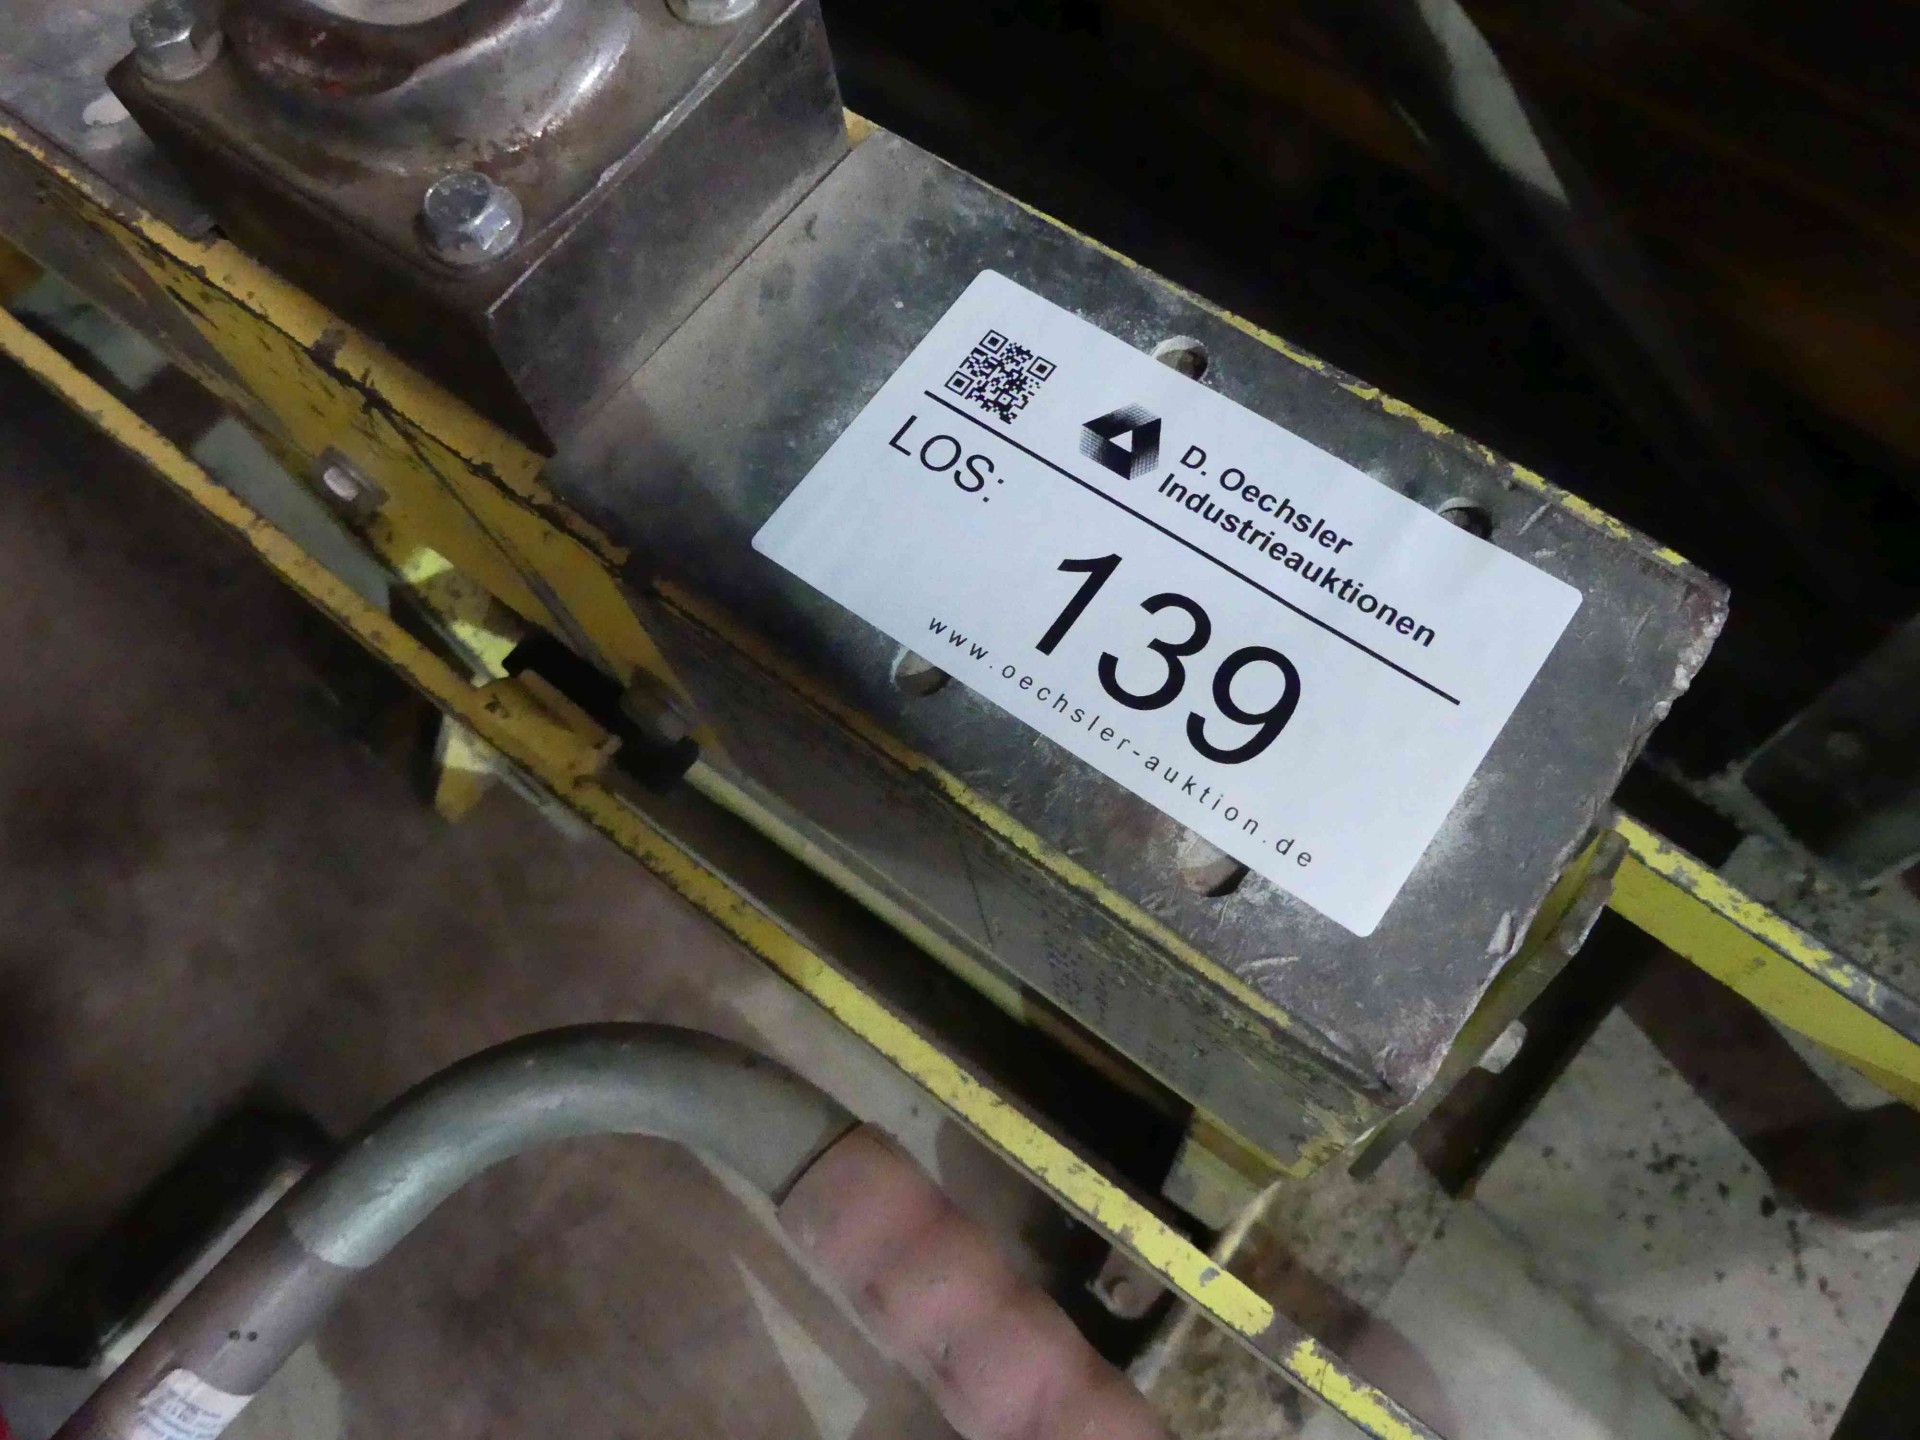 D. Oechsler
Industrieauktionen
LOS:
139
www.oechsler-auktion.de